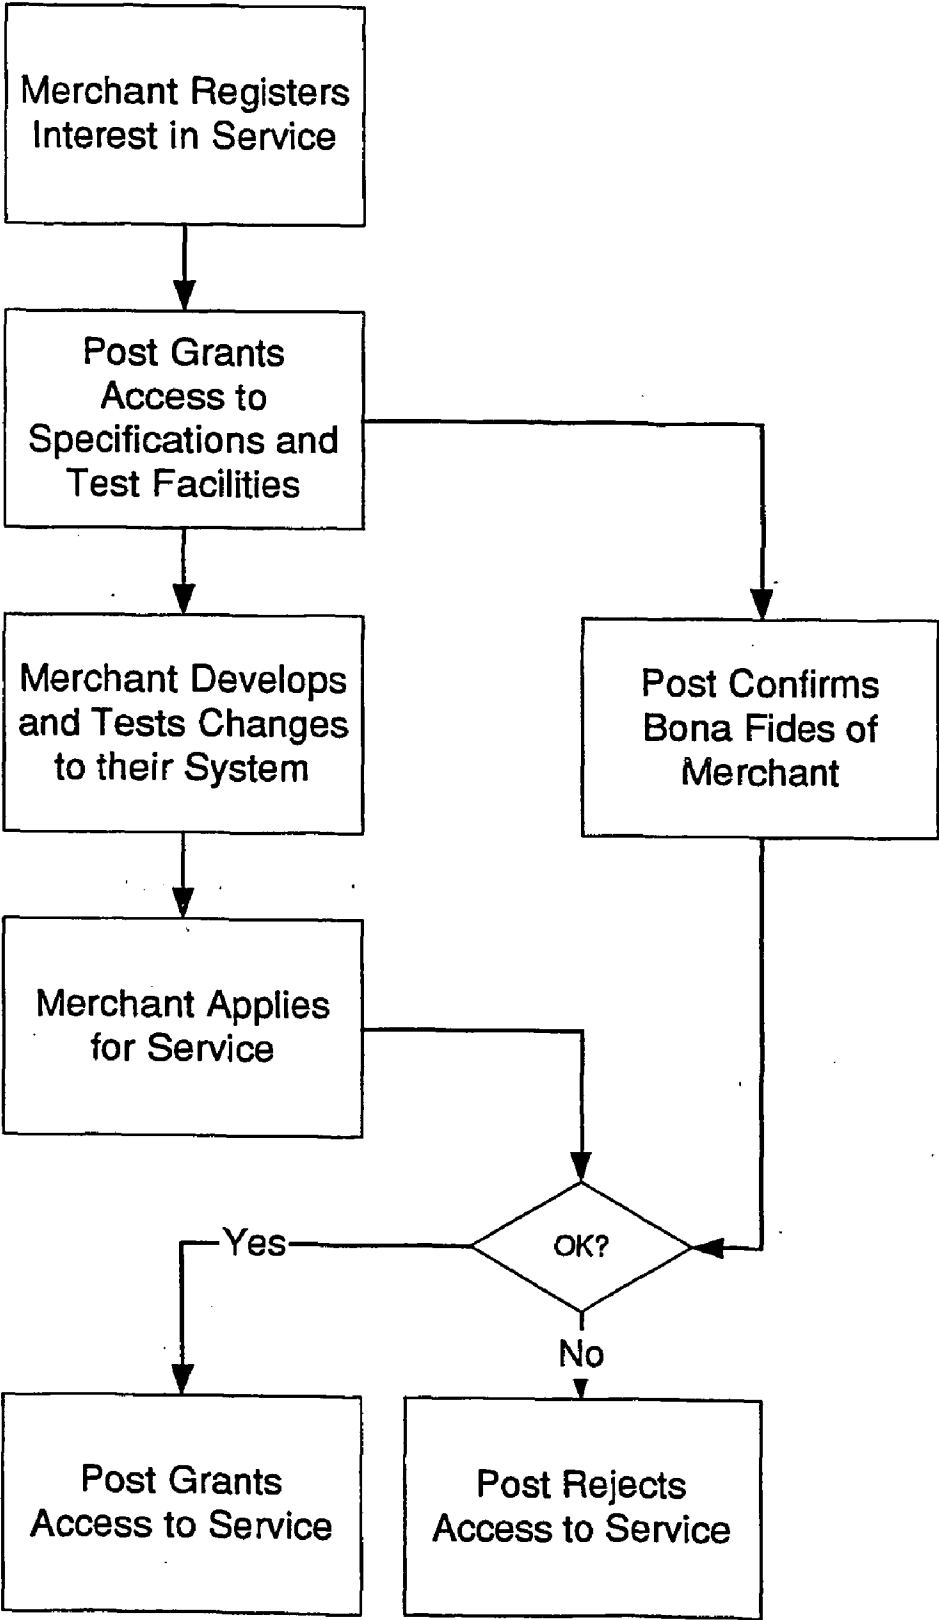 Merchant Registers
Interest in Service
Post Grants
Access to
Specifications and
Test Facilities
Merchant Develops
and Tests Changes
to their System
Post Confirms
Bona Fides of
Merchant
Merchant Applies
for Service
OK?
Yes
No
Post Grants
Access to Service
Post Rejects
Access to Service